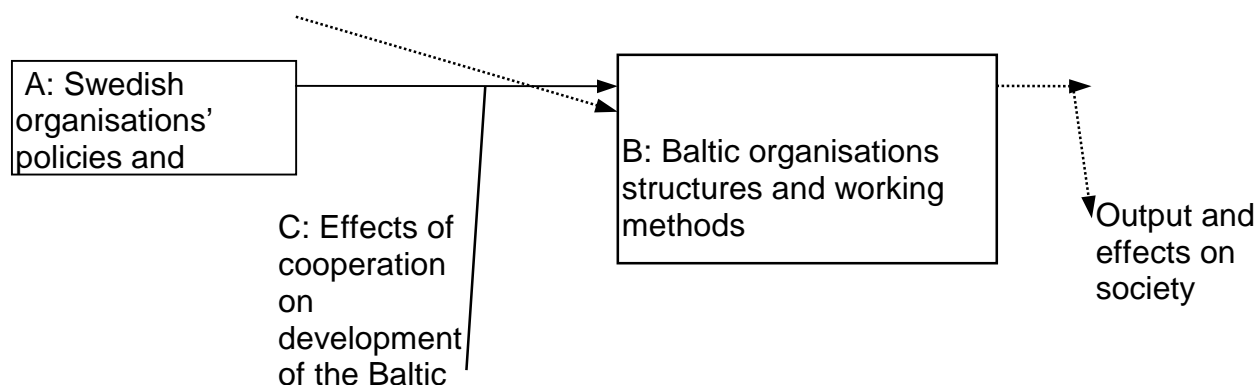 A: Swedish
organisations’
policies and
B: Baltic organisations
structures and working
methods
C: Effects of
cooperation
on
development
of the Baltic
Output and
effects on
society